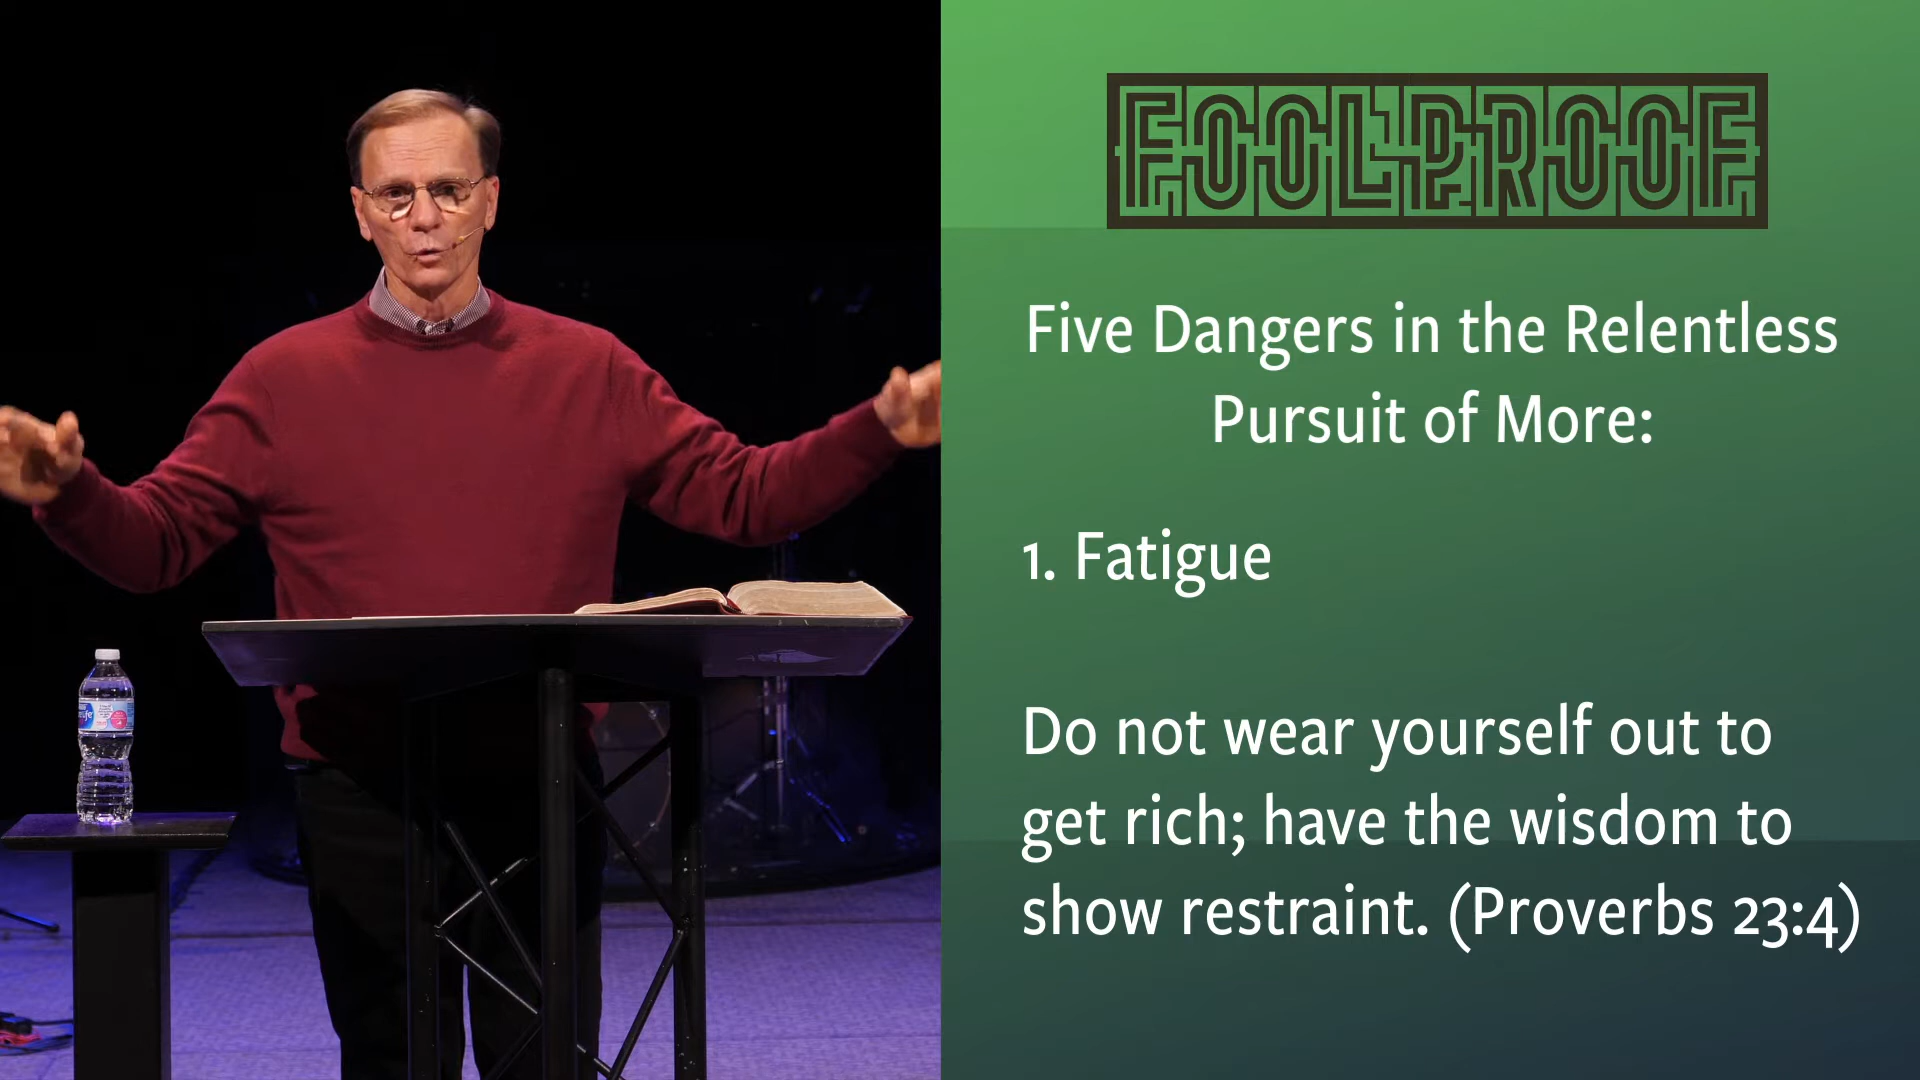 FOOLPROOF
Five Dangers in the Relentless
Pursuit of More:
1. Fatigue
Do not wear yourself out to
get rich; have the wisdom to
show restraint. (Proverbs 23:4)